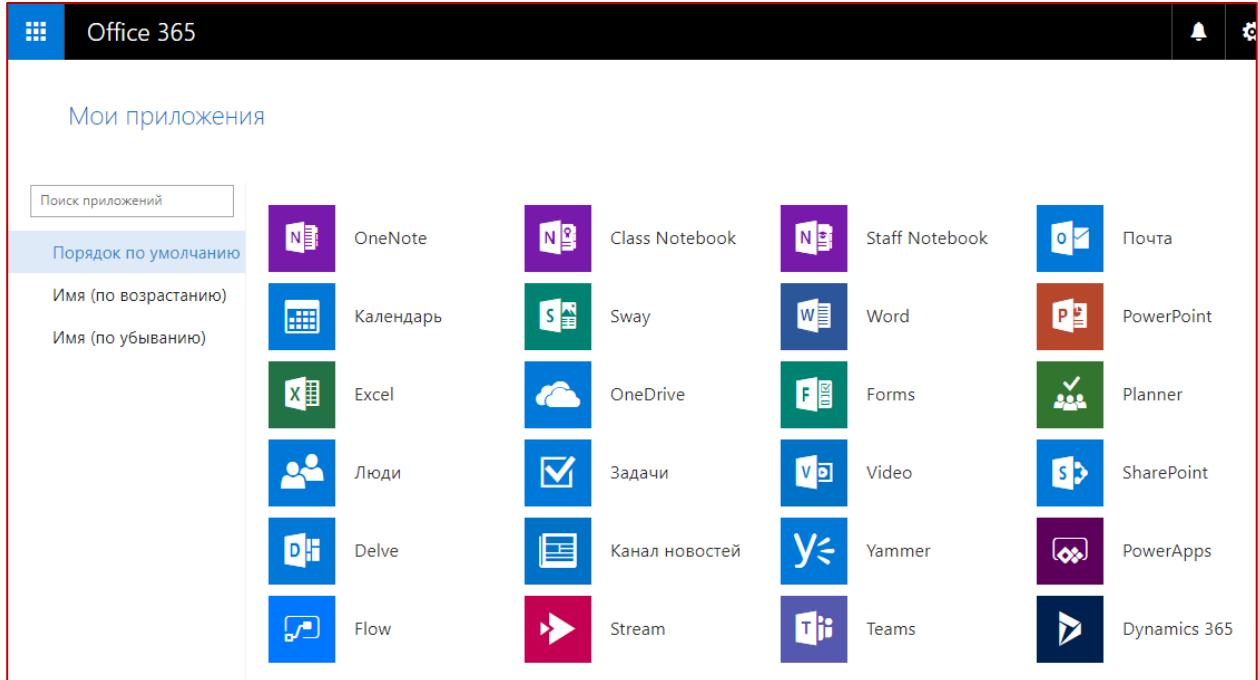 Office 365
Мои приложения
Поиск приложений
Порядок по умолчанию
Имя (по возрастанию)
Имя (по убыванию)
OneNote Class Notebook Staff Notebook Почта
Календарь Sway Word PowerPoint
Excel OneDrive Forms Planner
Люди Задачи Video SharePoint
Delve Канал новостей Yammer PowerApps
Flow Stream Teams Dynamics 365